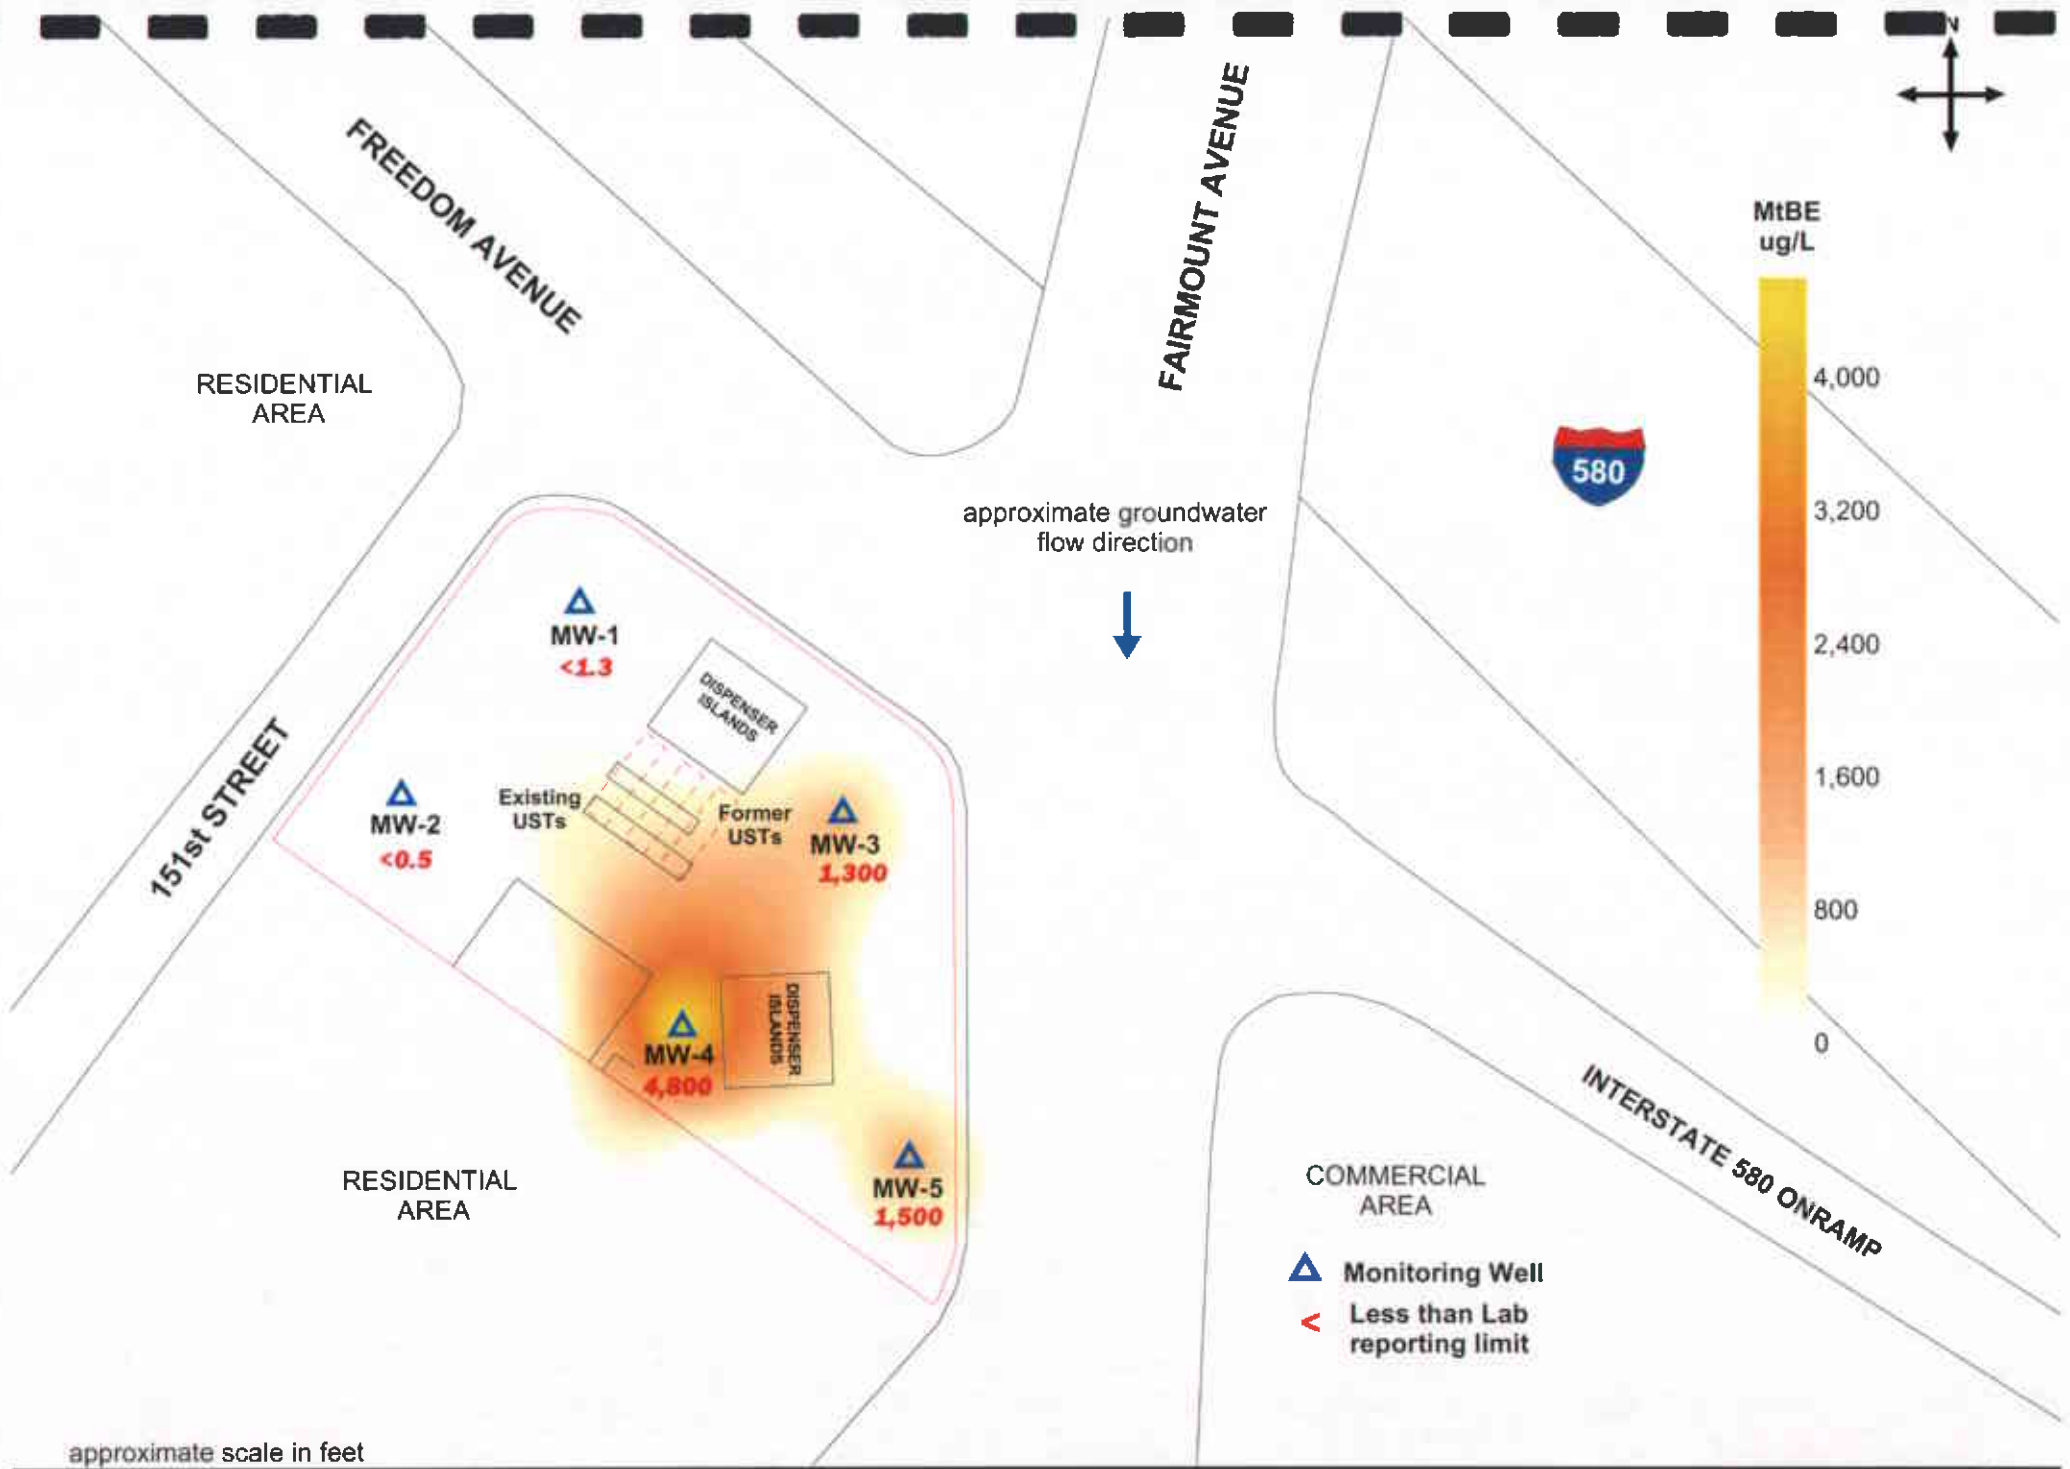 N
FREEDOM AVENUE
FAIRMOUNT AVENUE
MtBE
ug/L
4,000
3,200
2,400
1,600
800
0
RESIDENTIAL
AREA
580
approximate groundwater
flow direction
MW-1
<1.3
DISPENSER
ISLANDS
151st STREET
MW-2
<0.5
Existing
USTs
Former
USTs
MW-3
1,300
MW-4
4,800
DISPENSER
ISLANDS
MW-5
1,500
RESIDENTIAL
AREA
INTERSTATE 580 ONRAMP
COMMERCIAL
AREA
Monitoring Well
< Less than Lab
reporting limit
approximate scale in feet